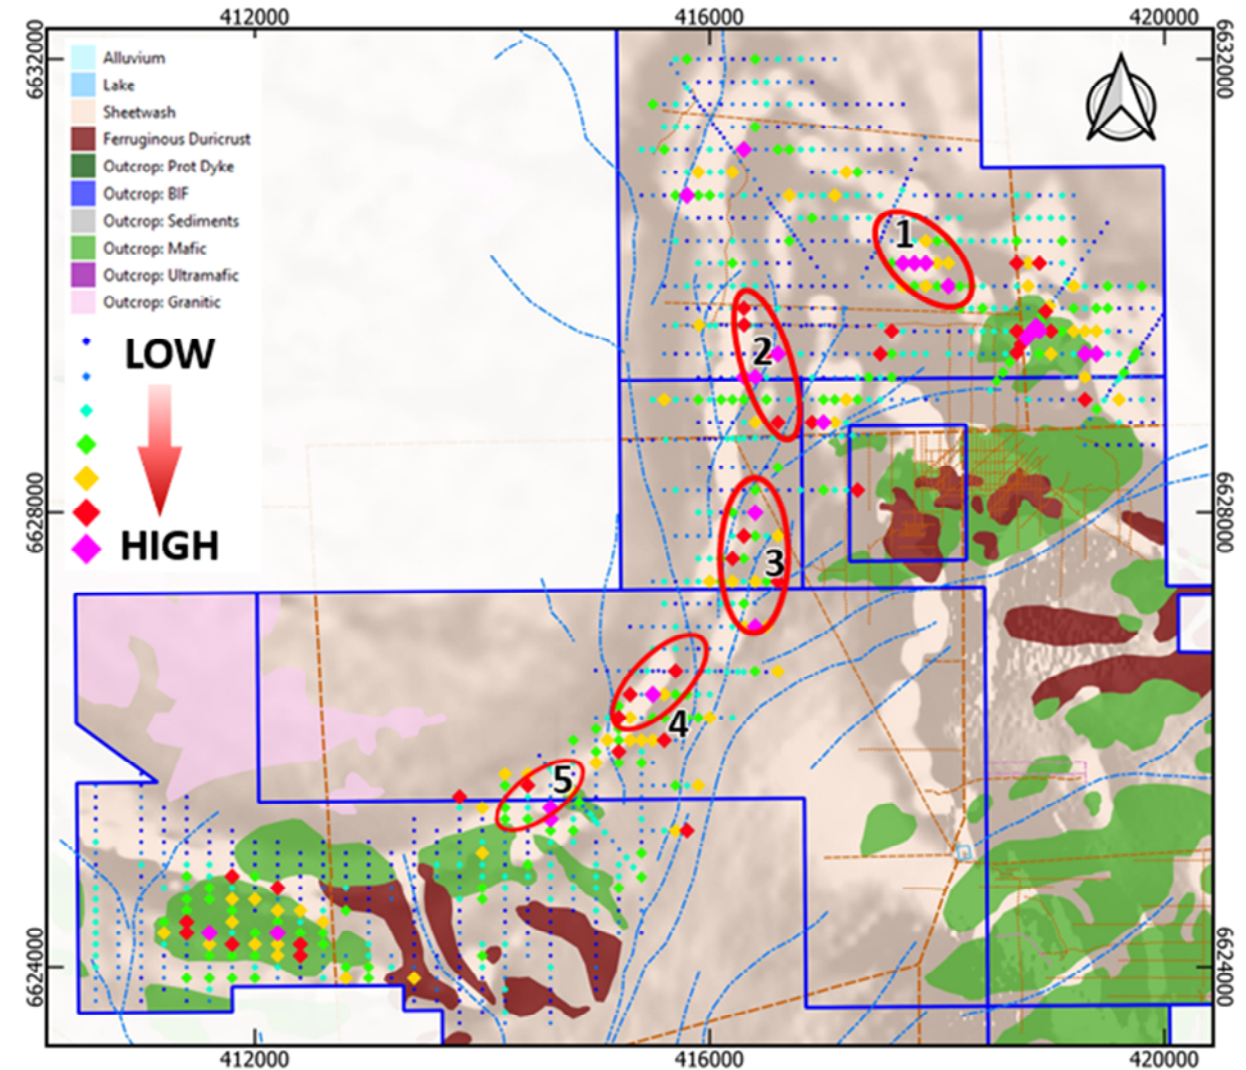 412000
416000
420000
6632000
6632000
Alluvium
Lake
Sheetwash
Ferruginous Duricrust
Outcrop: Prot Dyke
Outcrop: BIF
Outcrop: Sediments
Outcrop: Mafic
Outcrop: Ultramafic
Outcrop: Granitic
LOW
HIGH
1
2
3
4
5
6628000
6628000
6624000
6624000
412000
416000
420000